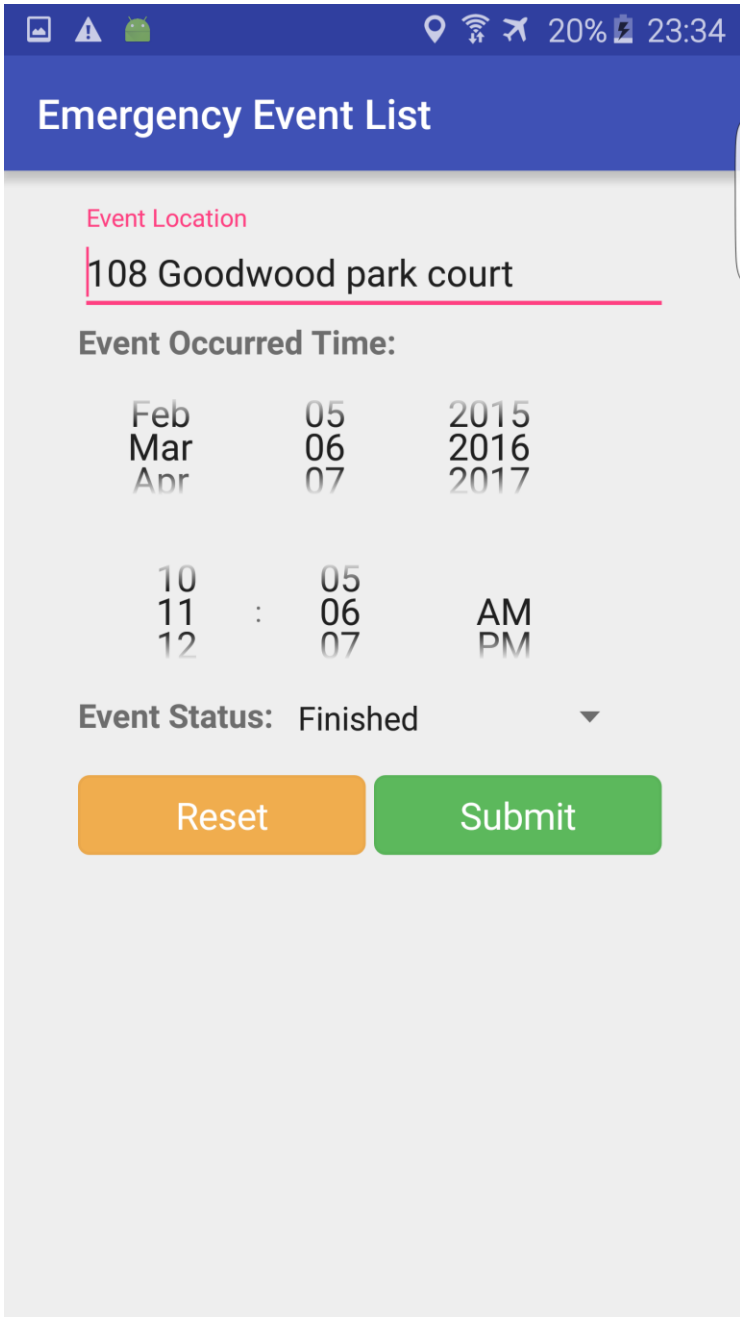 20% 23:34
Emergency Event List
Event Location
108 Goodwood park court
Event Occurred Time:
Feb 05 2015
Mar 06 2016
Apr 07 2017
10 05
11 : 06 AM
12 07 PM
Event Status: Finished
Reset Submit